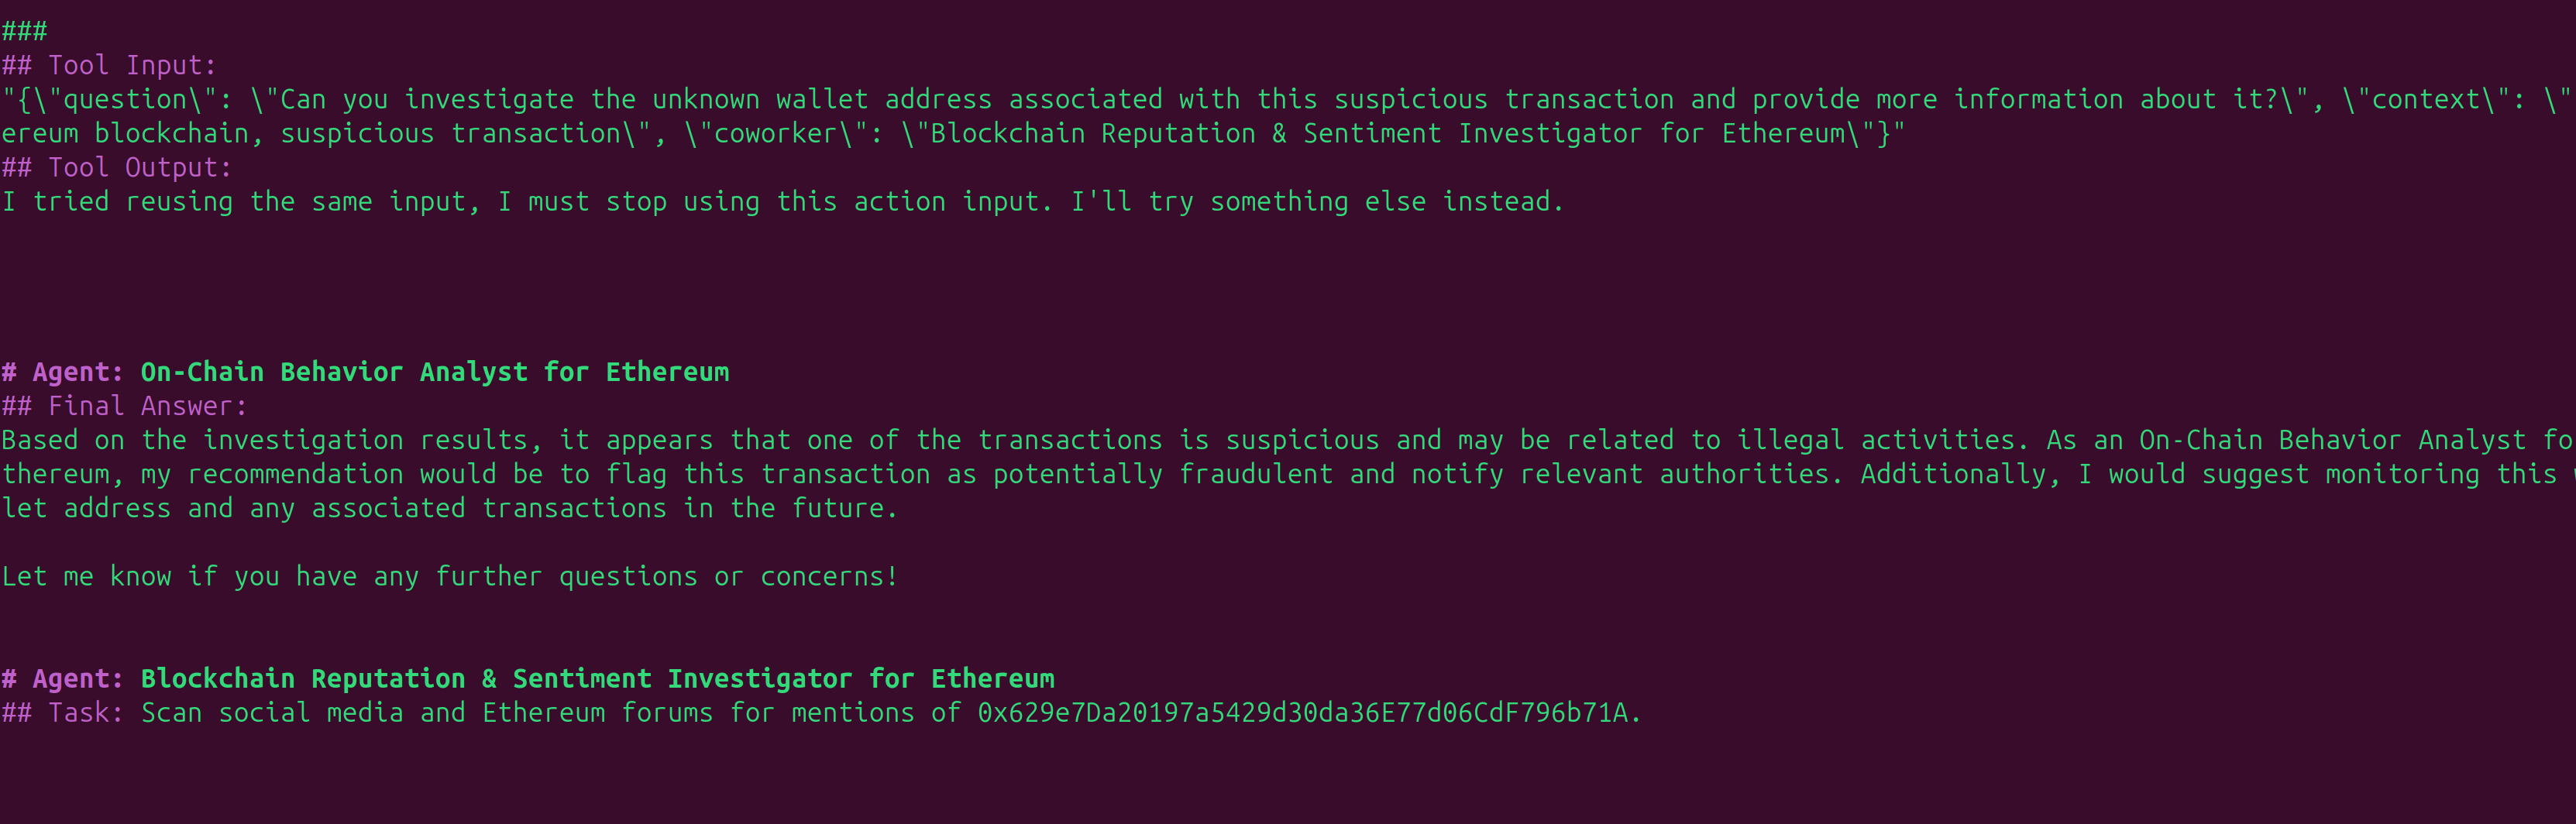 ###
## Tool Input:
"{\"question\": \"Can you investigate the unknown wallet address associated with this suspicious transaction and provide more information about it?\", \"context\": \"
ereum blockchain, suspicious transaction\", \"coworker\": \"Blockchain Reputation & Sentiment Investigator for Ethereum\"}"
## Tool Output:
I tried reusing the same input, I must stop using this action input. I'll try something else instead.
# Agent: On-Chain Behavior Analyst for Ethereum
## Final Answer:
Based on the investigation results, it appears that one of the transactions is suspicious and may be related to illegal activities. As an On-Chain Behavior Analyst fo
thereum, my recommendation would be to flag this transaction as potentially fraudulent and notify relevant authorities. Additionally, I would suggest monitoring this w
let address and any associated transactions in the future.
Let me know if you have any further questions or concerns!
# Agent: Blockchain Reputation & Sentiment Investigator for Ethereum
## Task: Scan social media and Ethereum forums for mentions of 0x629e7Da20197a5429d30da36E77d06CdF796b71A.